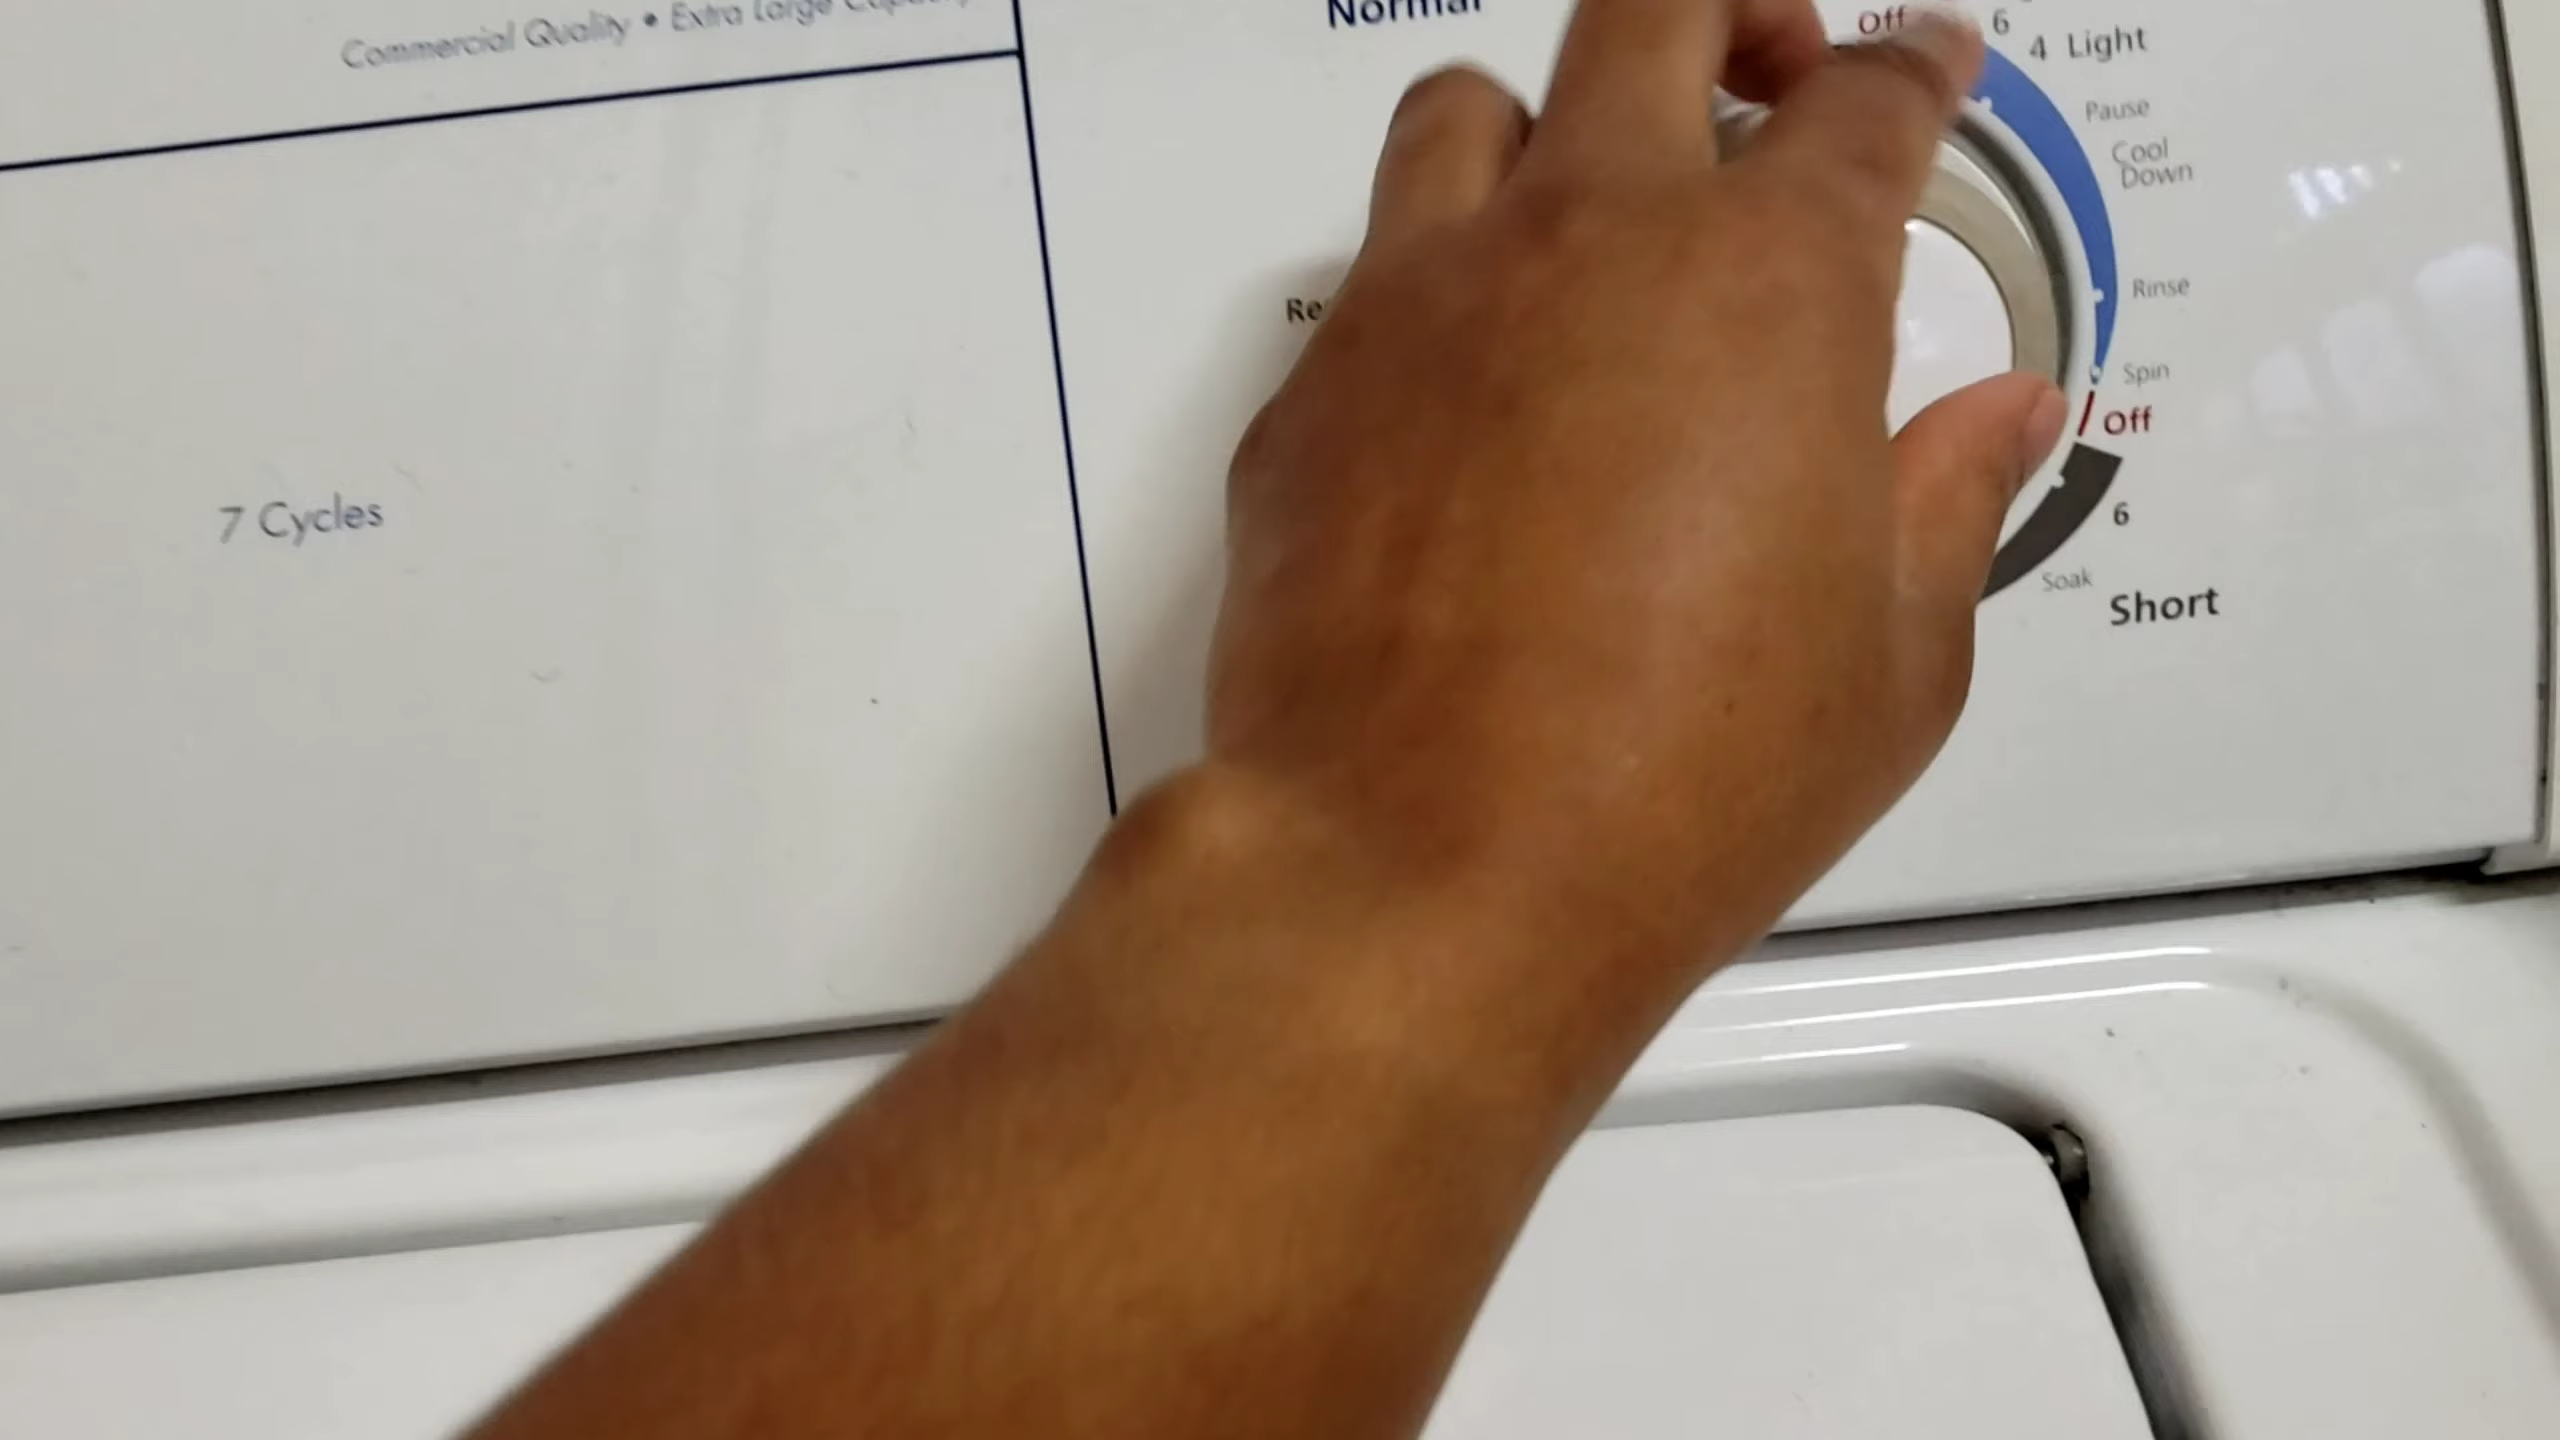 Commercial Quality • Extra Large Capacity
Normal
Off
6
4 Light
Pause
Cool
Down
Rinse
Spin
Off
6
Soak
Short
7 Cycles